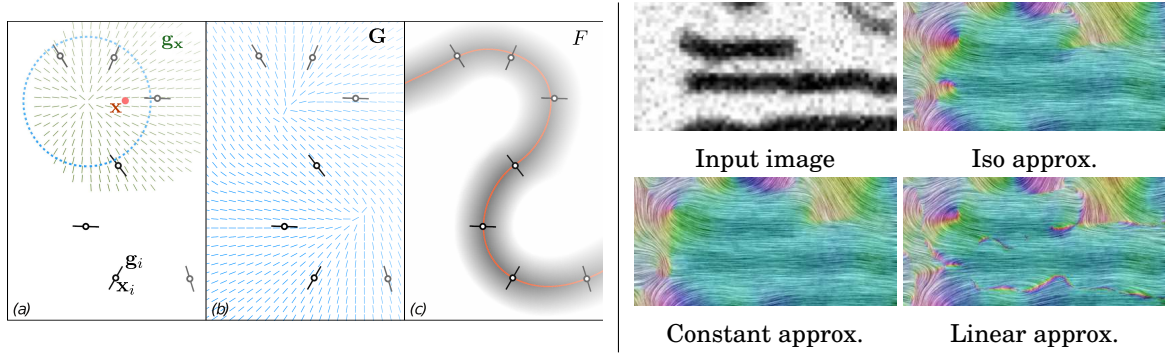 g_x
x
g_i
x_i
(a)
G
(b)
F
(c)
Input image
Iso approx.
Constant approx.
Linear approx.